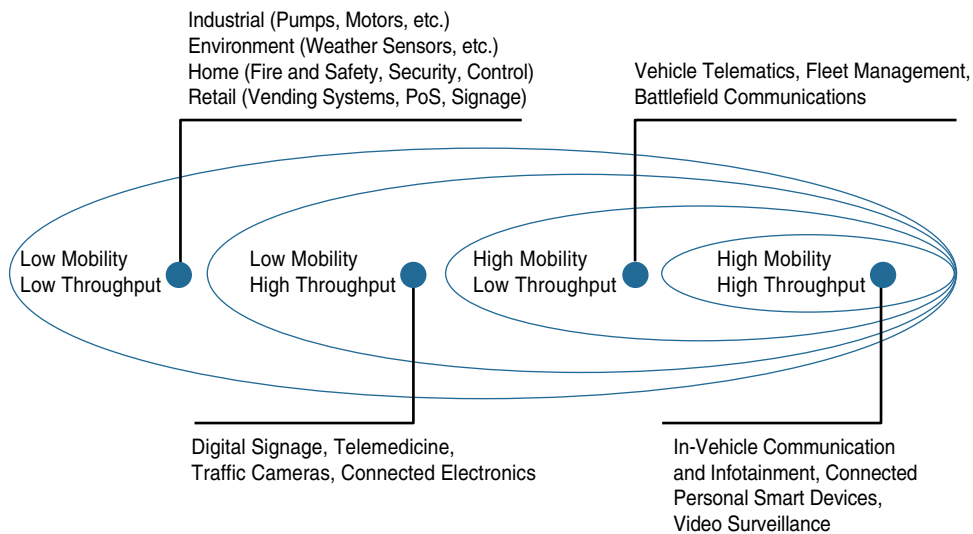 Industrial (Pumps, Motors, etc.)
Environment (Weather Sensors, etc.)
Home (Fire and Safety, Security, Control)
Retail (Vending Systems, PoS, Signage)
Vehicle Telematics, Fleet Management,
Battlefield Communications
Low Mobility
Low Throughput
Low Mobility
High Throughput
High Mobility
Low Throughput
High Mobility
High Throughput
Digital Signage, Telemedicine,
Traffic Cameras, Connected Electronics
In-Vehicle Communication
and Infotainment, Connected
Personal Smart Devices,
Video Surveillance